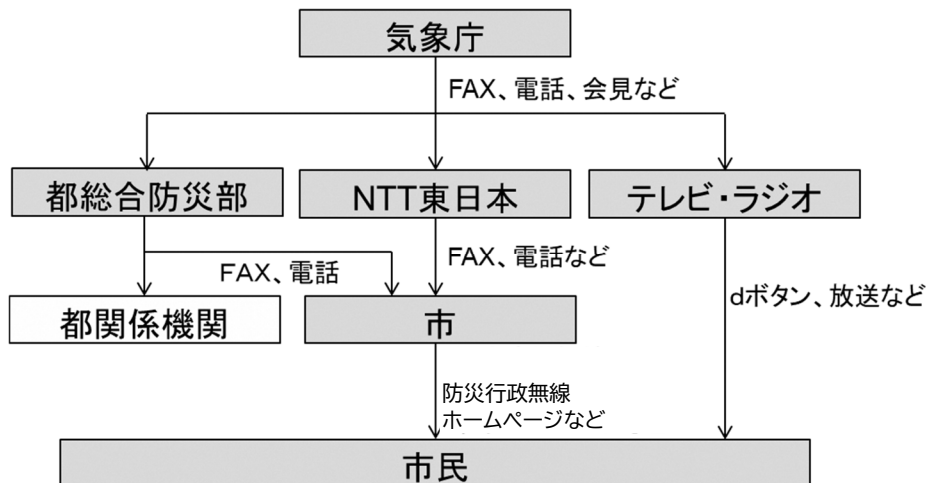 気象庁
FAX、電話、会見など
都総合防災部
NTT東日本
テレビ・ラジオ
FAX、電話
FAX、電話など
dボタン、放送など
都関係機関
市
防災行政無線
ホームページなど
市民